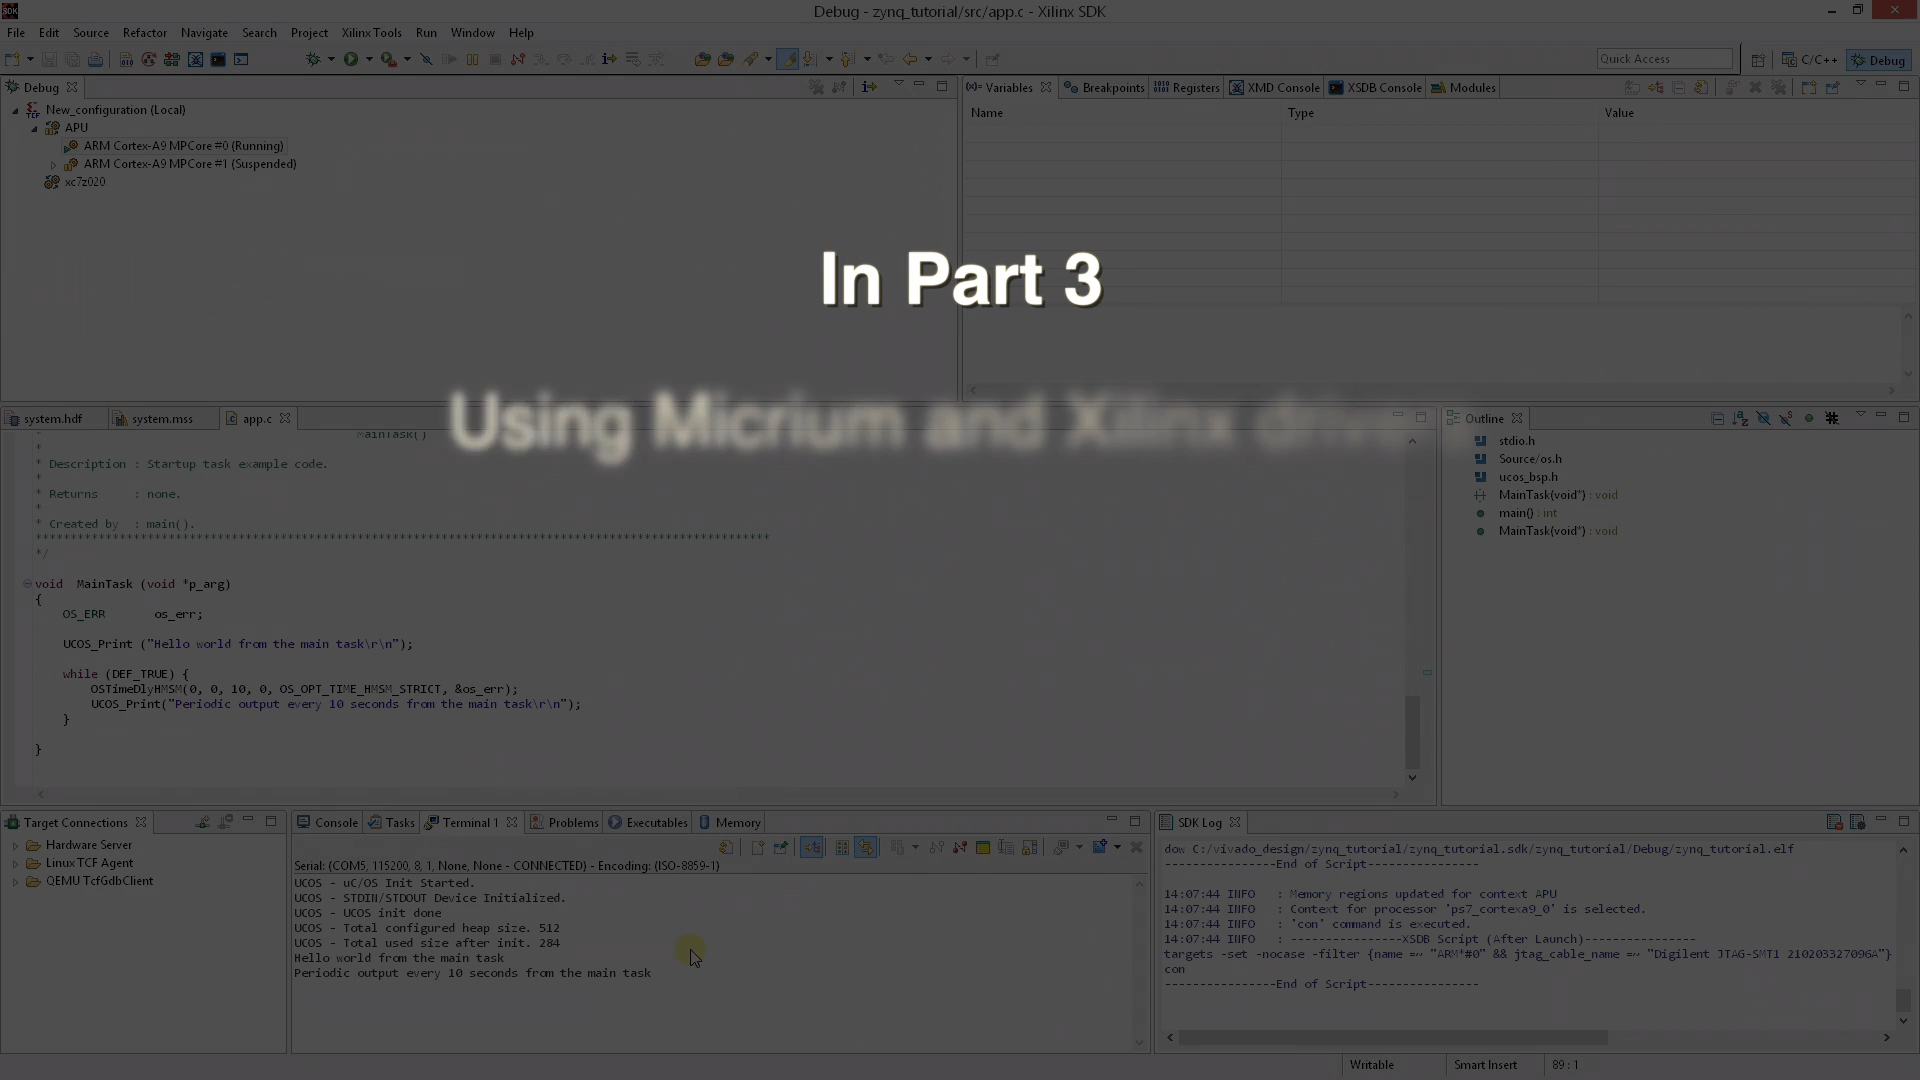 Debug - zynq_tutorial/src/app.c - Xilinx SDK
File Edit Source Refactor Navigate Search Project Xilinx Tools Run Window Help
Quick Access
C/C++
Debug
Debug
New_configuration (Local)
APU
ARM Cortex-A9 MPCore #0 (Running)
ARM Cortex-A9 MPCore #1 (Suspended)
xc7z020
Variables Breakpoints Registers XMD Console XSDB Console Modules
Name Type Value
In Part 3
Using Micrium and Xilinx
system.hdf system.mss app.c
MainTask()
*
* Description : Startup task example code.
*
* Returns : none.
*
* Created by : main().
*********************************************************************************************************
*/
void MainTask (void *p_arg)
{
OS_ERR os_err;
UCOS_Print ("Hello world from the main task\r\n");
while (DEF_TRUE) {
OSTimeDlyHMSM(0, 0, 10, 0, OS_OPT_TIME_HMSM_STRICT, &os_err);
UCOS_Print("Periodic output every 10 seconds from the main task\r\n");
}
}
Outline
stdio.h
Source/os.h
ucos_bsp.h
MainTask(void*) : void
main() : int
MainTask(void*) : void
Target Connections
Hardware Server
Linux TCF Agent
QEMU TcfGdbClient
Console Tasks Terminal 1 Problems Executables Memory
Serial: (COM5, 115200, 8, 1, None, None - CONNECTED) - Encoding: (ISO-8859-1)
UCOS - uC/OS Init Started.
UCOS - STDIN/STDOUT Device Initialized.
UCOS - UCOS init done
UCOS - Total configured heap size. 512
UCOS - Total used size after init. 284
Hello world from the main task
Periodic output every 10 seconds from the main task
SDK Log
dow C:/vivado_design/zynq_tutorial/zynq_tutorial.sdk/zynq_tutorial/Debug/zynq_tutorial.elf
----------------End of Script----------------
14:07:44 INFO : Memory regions updated for context APU
14:07:44 INFO : Context for processor 'ps7_cortexa9_0' is selected.
14:07:44 INFO : 'con' command is executed.
14:07:44 INFO : ----------------XSDB Script (After Launch)----------------
targets -set -nocase -filter {name =~ "ARM*#0" && jtag_cable_name =~ "Digilent JTAG-SMT1 210203327096A"}
con
----------------End of Script----------------
Writable Smart Insert 89 : 1